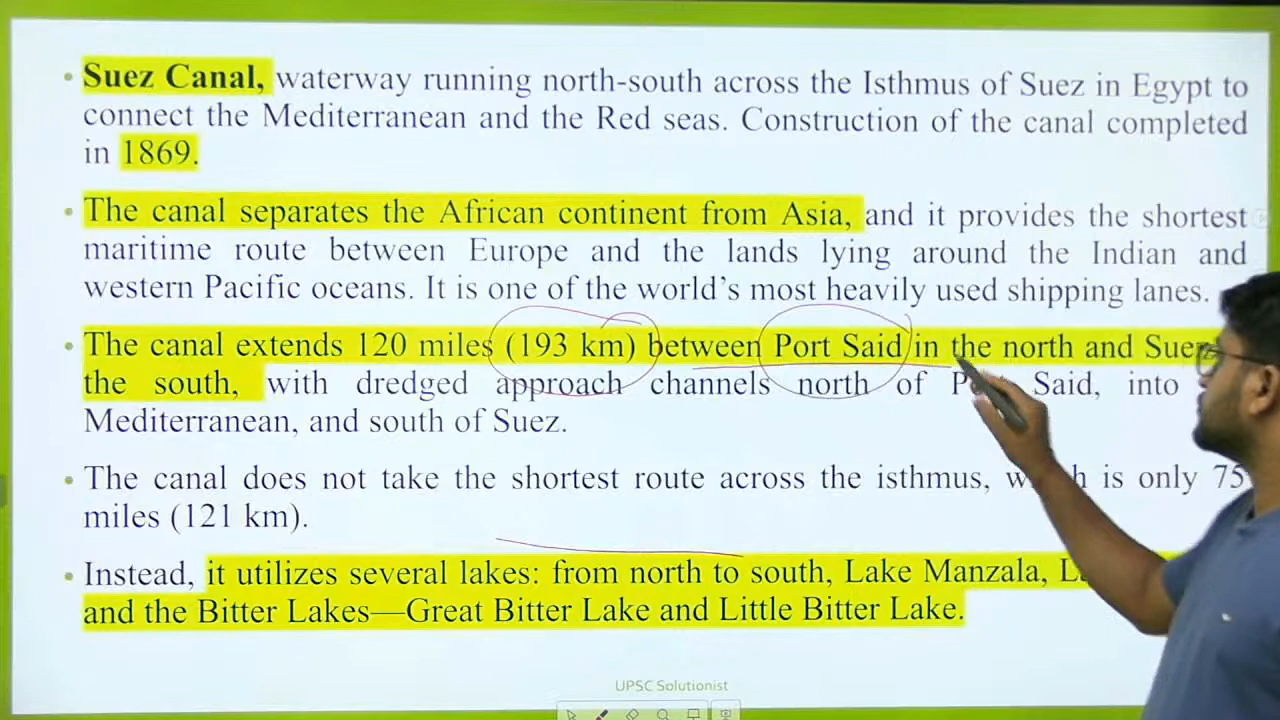 • Suez Canal, waterway running north-south across the Isthmus of Suez in Egypt to
connect the Mediterranean and the Red seas. Construction of the canal completed
in 1869.
• The canal separates the African continent from Asia, and it provides the shortest
maritime route between Europe and the lands lying around the Indian and
western Pacific oceans. It is one of the world's most heavily used shipping lanes.
• The canal extends 120 miles (193 km) between Port Said in the north and Suez
the south, with dredged approach channels north of Port Said, into
Mediterranean, and south of Suez.
• The canal does not take the shortest route across the isthmus, which is only 75
miles (121 km).
• Instead, it utilizes several lakes: from north to south, Lake Manzala,
and the Bitter Lakes—Great Bitter Lake and Little Bitter Lake.
UPSC Solutionist